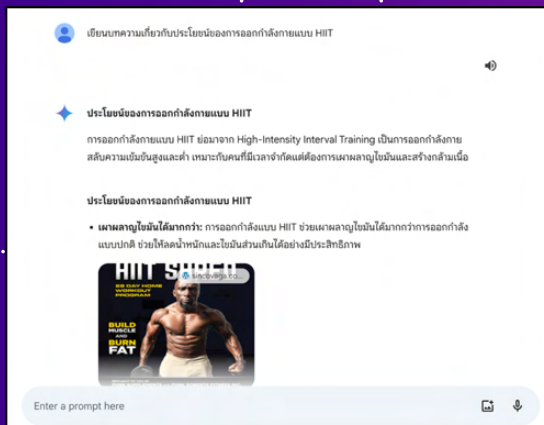 เขียนบทความเกี่ยวกับประโยชน์ของการออกกำลังกายแบบ HIIT
ประโยชน์ของการออกกำลังกายแบบ HIIT
การออกกำลังกายแบบ HIIT ย่อมาจาก High-Intensity Interval Training เป็นการออกกำลังกาย
สลับความเข้มข้นสูงและต่ำ เหมาะกับคนที่มีเวลาจำกัดแต่ต้องการเผาผลาญไขมันและสร้างกล้ามเนื้อ
ประโยชน์ของการออกกำลังกายแบบ HIIT
• เผาผลาญไขมันได้มากกว่า: การออกกำลังแบบ HIIT ช่วยเผาผลาญไขมันได้มากกว่าการออกกำลัง
แบบปกติ ช่วยให้ลดน้ำหนักและไขมันส่วนเกินได้อย่างมีประสิทธิภาพ
HIIT
DAY HOME
WORKOUT
PROGRAM
BUILD
MUSCLE
AND
BURN
FAT
Enter a prompt here